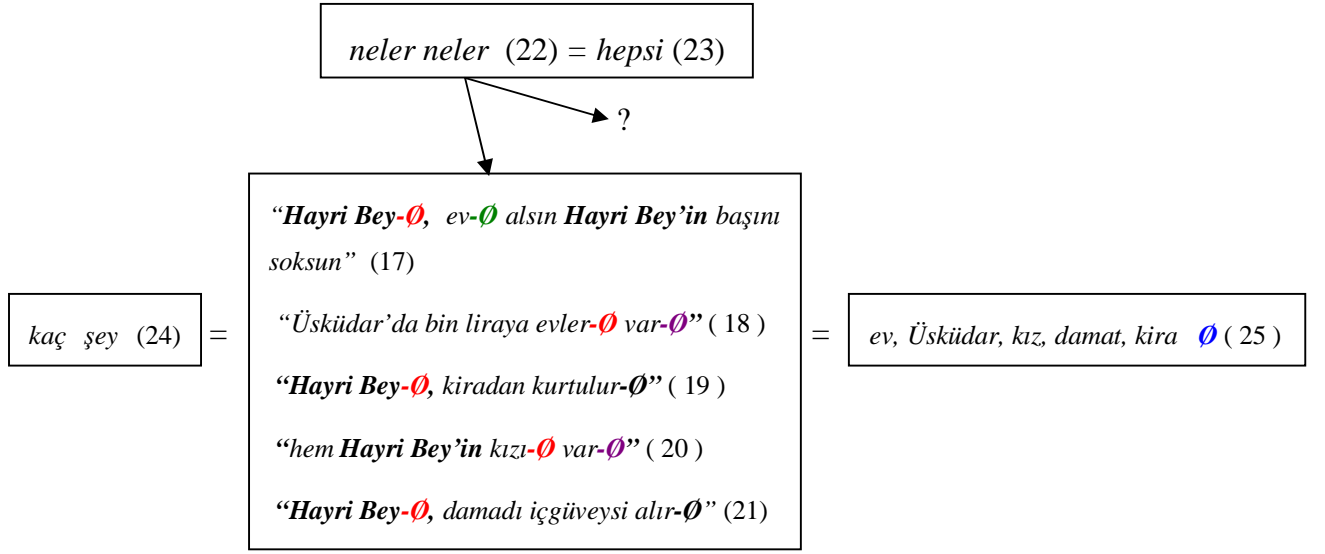 neler neler (22) = hepsi (23)
?
“Hayri Bey-Ø, ev-Ø alsın Hayri Bey’in başını
soksun” (17)
“Üsküdar’da bin liraya evler-Ø var-Ø” ( 18 )
“Hayri Bey-Ø, kiradan kurtulur-Ø” ( 19 )
“hem Hayri Bey’in kızı-Ø var-Ø” ( 20 )
“Hayri Bey-Ø, damadı içgüveysi alır-Ø” (21)
kaç şey (24) = = ev, Üsküdar, kız, damat, kira Ø ( 25 )